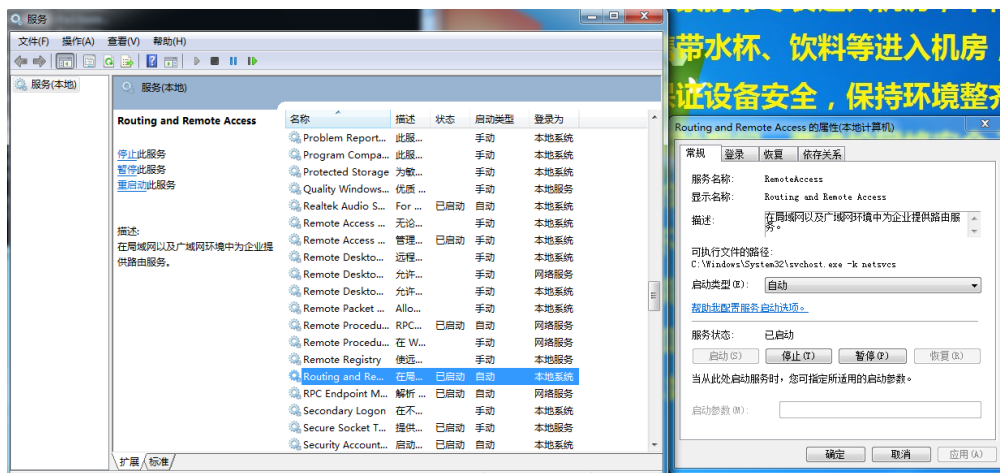 服务
文件(F) 操作(A) 查看(V) 帮助(H)
服务(本地)
服务(本地)
Routing and Remote Access
停止此服务
暂停此服务
重启动此服务
描述:
在局域网以及广域网环境中为企业提
供路由服务。
名称 描述 状态 启动类型 登录为
Problem Report... 此服... 手动 本地系统
Program Compa... 此服... 手动 本地系统
Protected Storage 为敏... 手动 本地系统
Quality Windows... 优质 ... 手动 本地服务
Realtek Audio S... For ... 已启动 自动 本地系统
Remote Access ... 无论... 手动 本地系统
Remote Access ... 管理... 已启动 手动 本地系统
Remote Deskto... 远程... 手动 本地系统
Remote Deskto... 允许... 手动 网络服务
Remote Deskto... 允许... 手动 本地系统
Remote Packet ... Allo... 手动 本地系统
Remote Procedu... RPC... 已启动 自动 网络服务
Remote Procedu... 在 W... 手动 网络服务
Remote Registry 使远... 手动 本地服务
Routing and Re... 在局... 已启动 自动 本地系统
RPC Endpoint M... 解析 ... 已启动 自动 网络服务
Secondary Logon 在不... 手动 本地系统
Secure Socket T... 提供... 已启动 手动 本地服务
Security Account... 启动... 已启动 自动 本地系统
扩展 标准
带水杯、饮料等进入机房，
证设备安全，保持环境整齐
Routing and Remote Access 的属性(本地计算机)
常规 登录 恢复 依存关系
服务名称: RemoteAccess
显示名称: Routing and Remote Access
描述: 在局域网以及广域网环境中为企业提供路由服
务。
可执行文件的路径:
C:\Windows\System32\svchost.exe -k netsvcs
启动类型(E): 自动
帮助我配置服务启动选项。
服务状态: 已启动
启动(S) 停止(T) 暂停(P) 恢复(R)
当从此处启动服务时，您可指定所适用的启动参数。
启动参数(M):
确定 取消 应用(A)